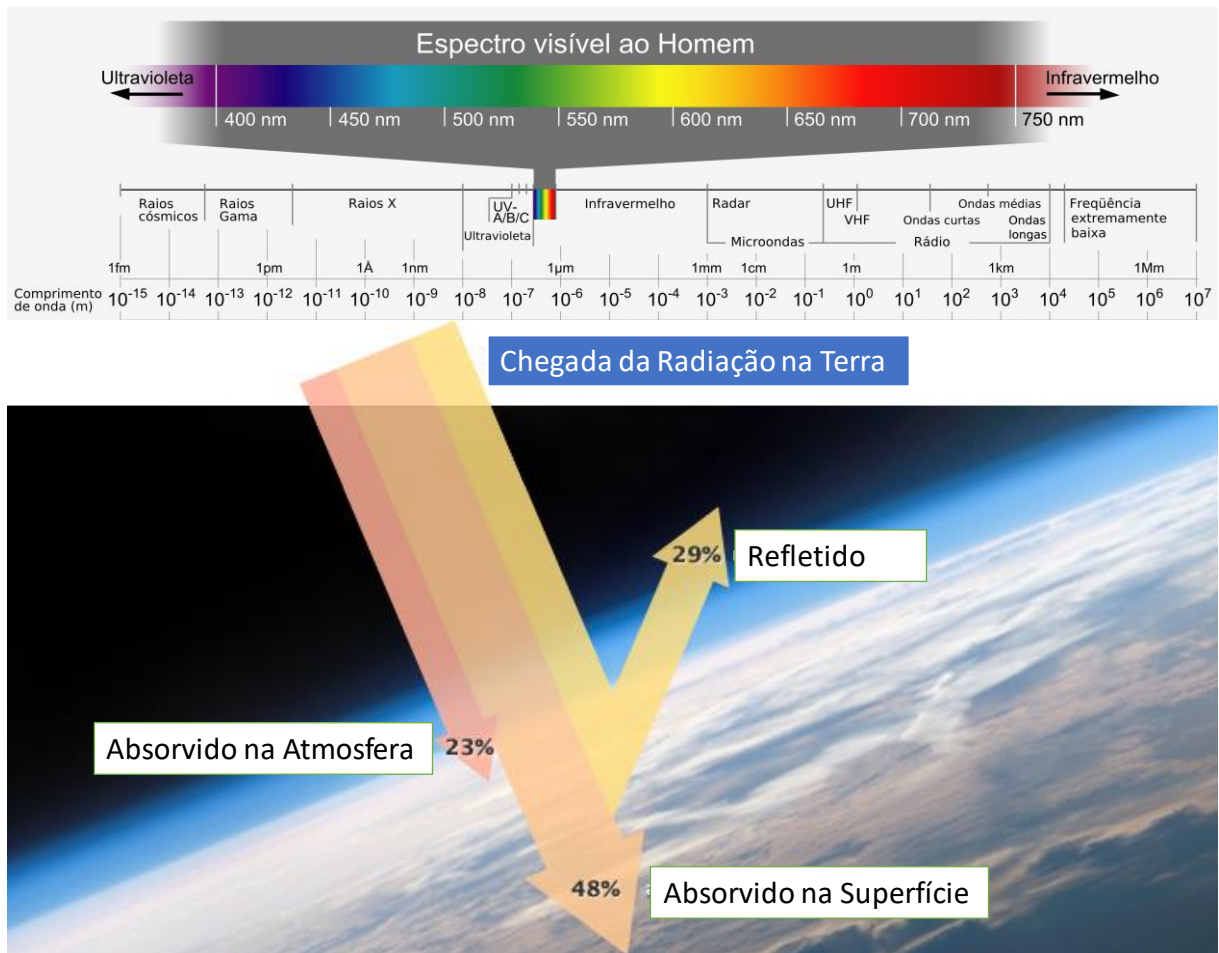 Espectro visível ao Homem
Ultravioleta
Infravermelho
400 nm 450 nm 500 nm 550 nm 600 nm 650 nm 700 nm 750 nm
Raios cósmicos
Raios Gama
Raios X
UV-A/B/C
Ultravioleta
Infravermelho
Radar
Microondas
UHF
VHF
Ondas curtas
Ondas médias
Ondas longas
Rádio
Freqüência extremamente baixa
1fm 1pm 1Å 1nm 1µm 1mm 1cm 1m 1km 1Mm
Comprimento de onda (m)
10⁻¹⁵ 10⁻¹⁴ 10⁻¹³ 10⁻¹² 10⁻¹¹ 10⁻¹⁰ 10⁻⁹ 10⁻⁸ 10⁻⁷ 10⁻⁶ 10⁻⁵ 10⁻⁴ 10⁻³ 10⁻² 10⁻¹ 10⁰ 10¹ 10² 10³ 10⁴ 10⁵ 10⁶ 10⁷
Chegada da Radiação na Terra
29% Refletido
Absorvido na Atmosfera 23%
48% Absorvido na Superfície